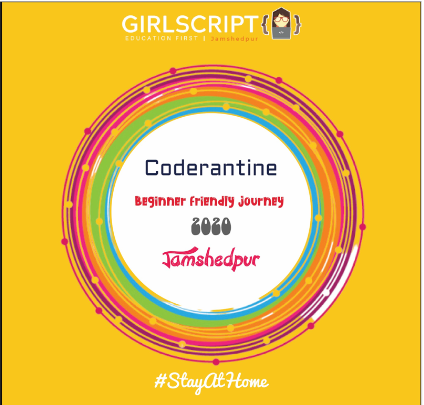 GIRLSCRIPT
EDUCATION FIRST | Jamshedpur
Coderantine
Beginner friendly journey
2020
Jamshedpur
#StayAtHome